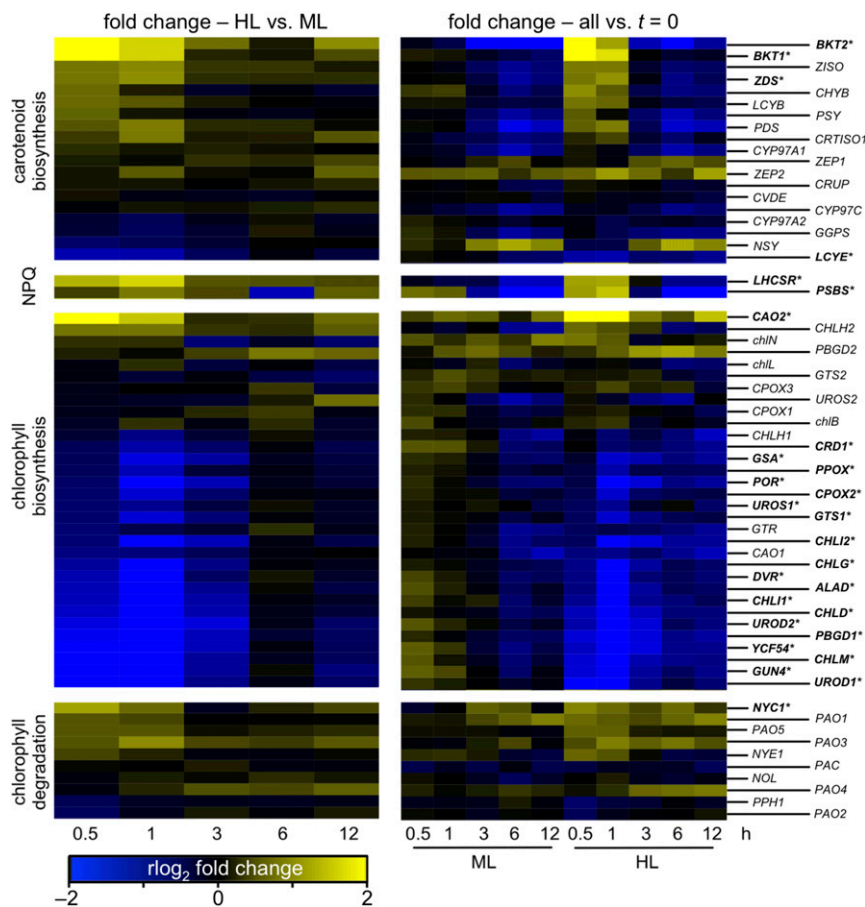 fold change – HL vs. ML
fold change – all vs. t = 0
carotenoid
biosynthesis
BKT2*
BKT1*
ZISO
ZDS*
CHYB
LCYB
PSY
PDS
CRTISO1
CYP97A1
ZEP1
ZEP2
CRUP
CVDE
CYP97C
CYP97A2
GGPS
NSY
LCYE*
NPQ
LHCSR*
PSBS*
chlorophyll
biosynthesis
CAO2*
CHLH2
chlN
PBGD2
chlL
GTS2
CPOX3
UROS2
CPOX1
chlB
CHLH1
CRD1*
GSA*
PPOX*
POR*
CPOX2*
UROS1*
GTS1*
GTR
CHLI2*
CAO1
CHLG*
DVR*
ALAD*
CHLI1*
CHLD*
UROD2*
PBGD1*
YCF54*
CHLM*
GUN4*
UROD1*
chlorophyll
degradation
NYC1*
PAO1
PAO5
PAO3
NYE1
PAC
NOL
PAO4
PPH1
PAO2
0.5 1 3 6 12
0.5 1 3 6 12 0.5 1 3 6 12 h
ML HL
rlog2 fold change
−2 0 2